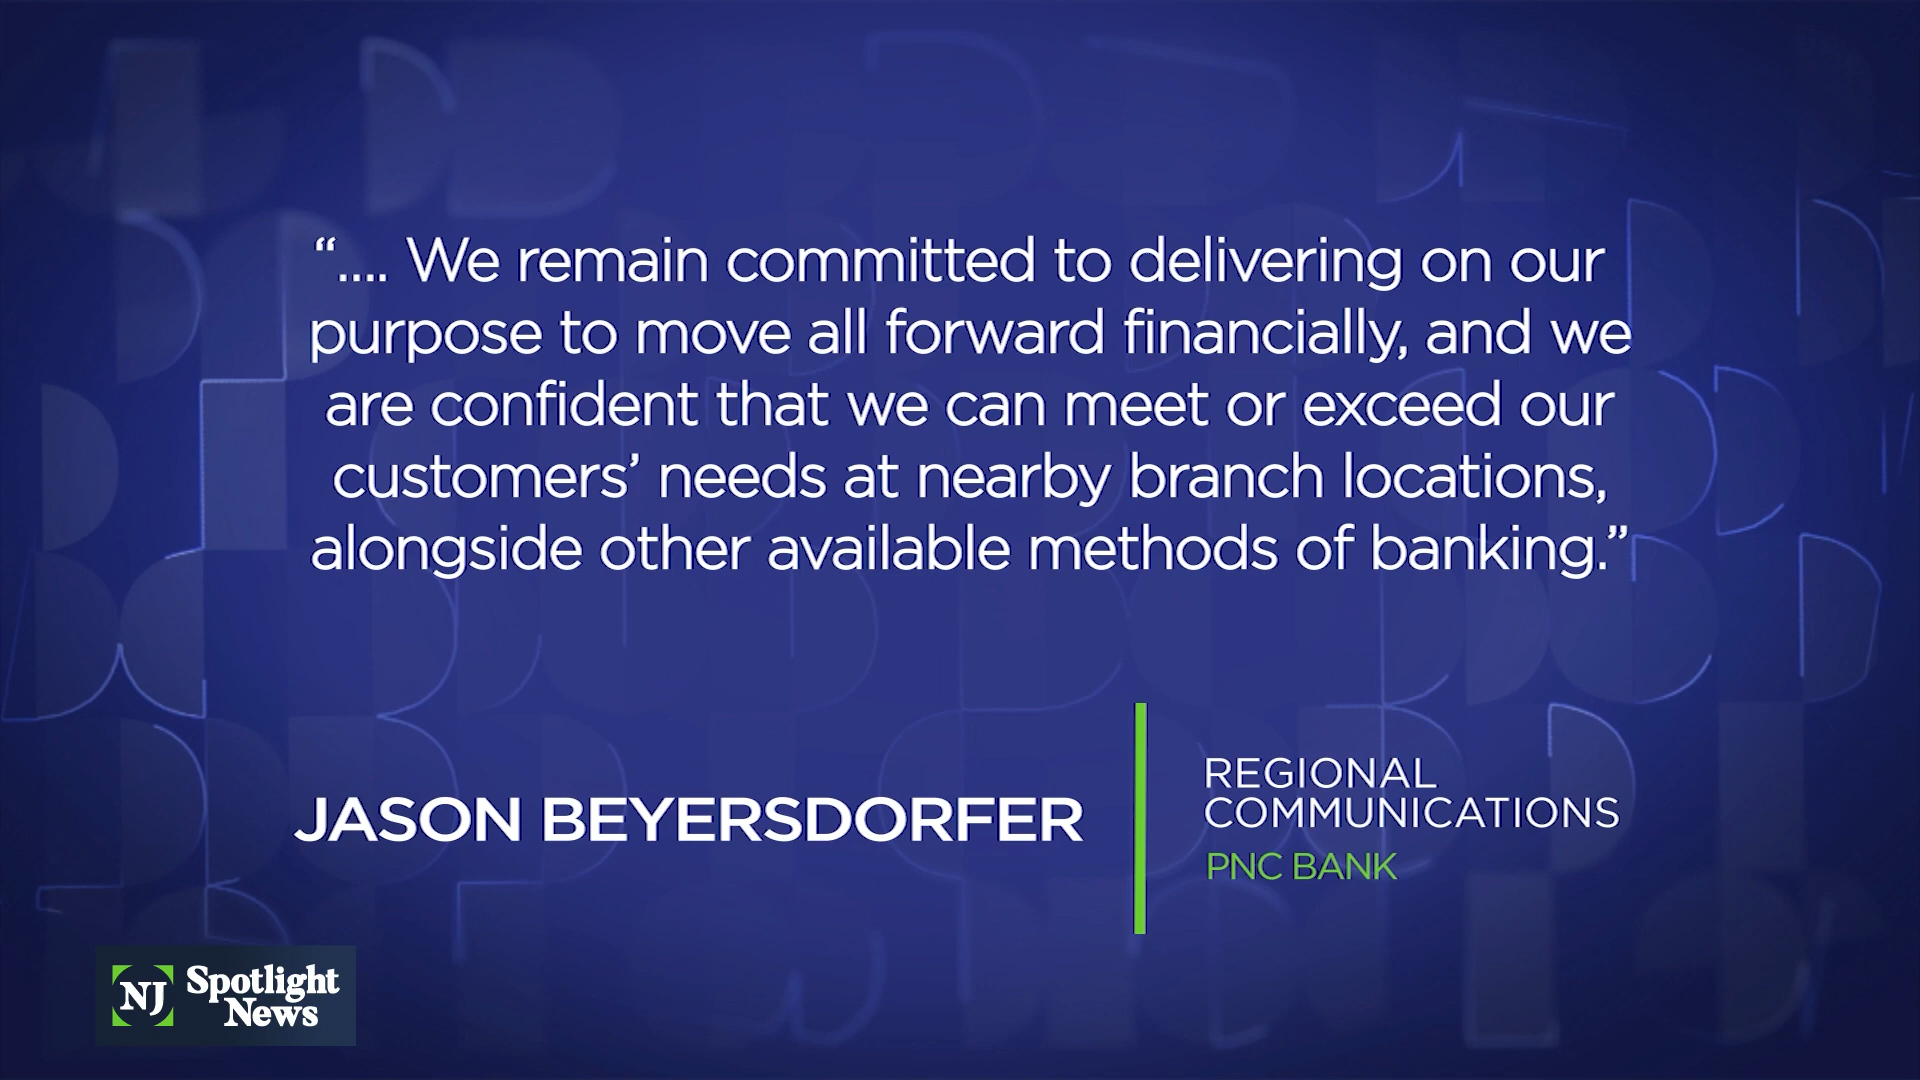 “.... We remain committed to delivering on our
purpose to move all forward financially, and we
are confident that we can meet or exceed our
customers’ needs at nearby branch locations,
alongside other available methods of banking.”
JASON BEYERSDORFER
REGIONAL
COMMUNICATIONS
PNC BANK
NJ Spotlight
News